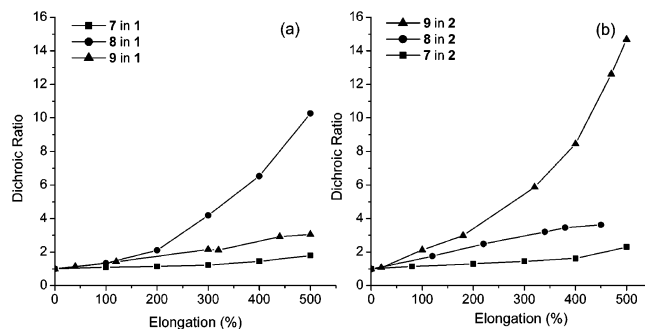 (a)
7 in 1
8 in 1
9 in 1
Dichroic Ratio
16
14
12
10
8
6
4
2
0
0 100 200 300 400 500
Elongation (%)
(b)
9 in 2
8 in 2
7 in 2
Dichroic Ratio
16
14
12
10
8
6
4
2
0
0 100 200 300 400 500
Elongation (%)